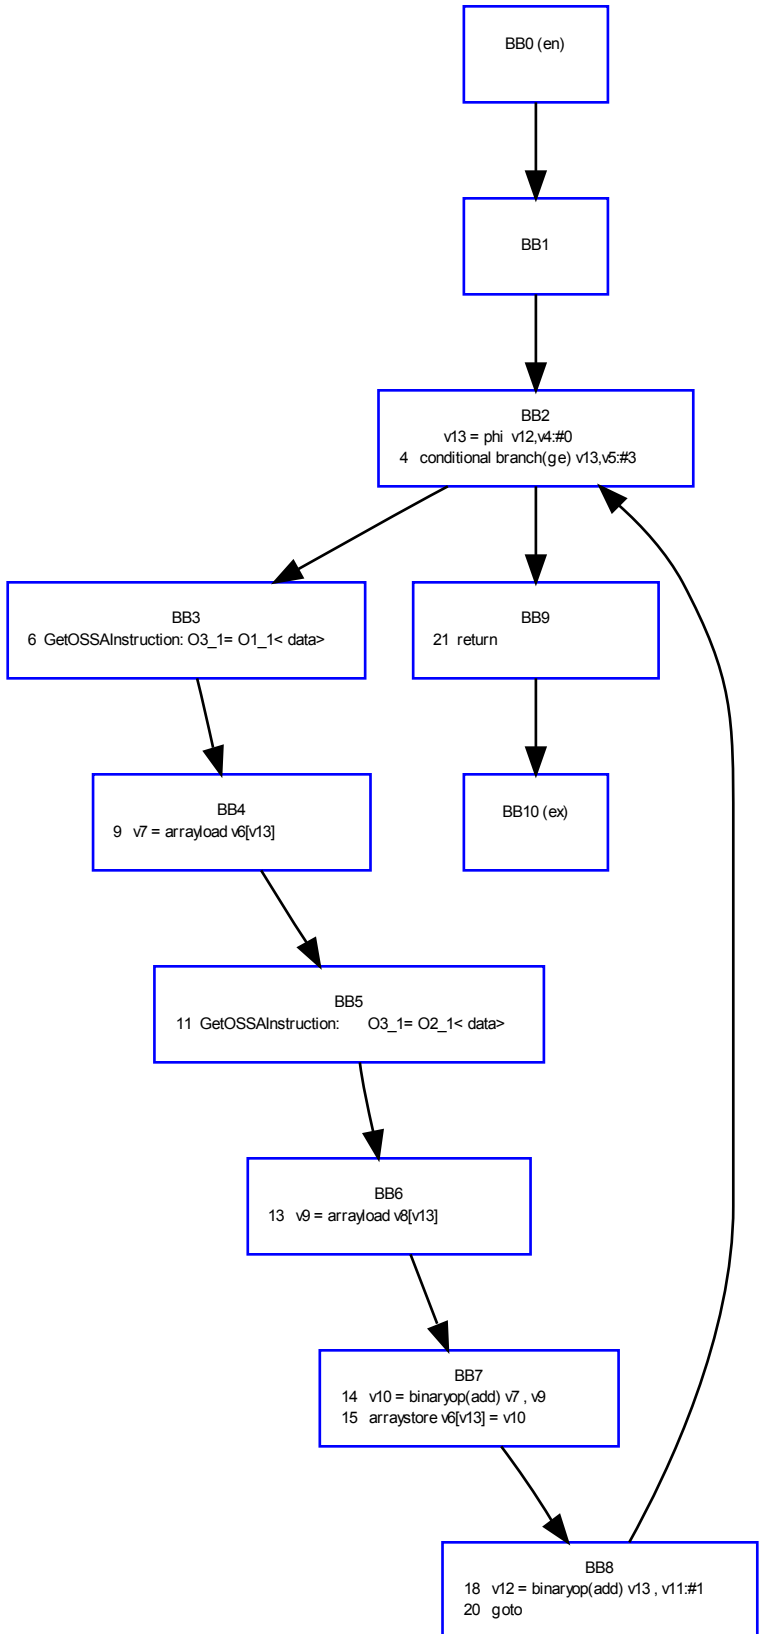 BB0 (en)
BB1
BB2
v13 = phi v12,v4:#0
4 conditional branch(ge) v13,v5:#3
BB3
6 GetOSSAInstruction: O3_1= O1_1< data>
BB9
21 return
BB4
9 v7 = arrayload v6[v13]
BB10 (ex)
BB5
11 GetOSSAInstruction: O3_1= O2_1< data>
BB6
13 v9 = arrayload v8[v13]
BB7
14 v10 = binaryop(add) v7 , v9
15 arraystore v6[v13] = v10
BB8
18 v12 = binaryop(add) v13 , v11:#1
20 goto